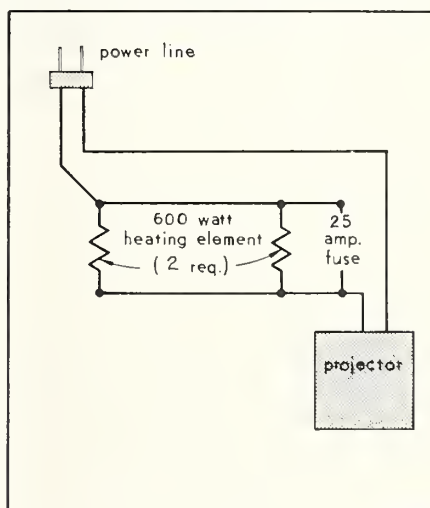 power line
600 watt
heating element
(2 req.)
25
amp.
fuse
projector